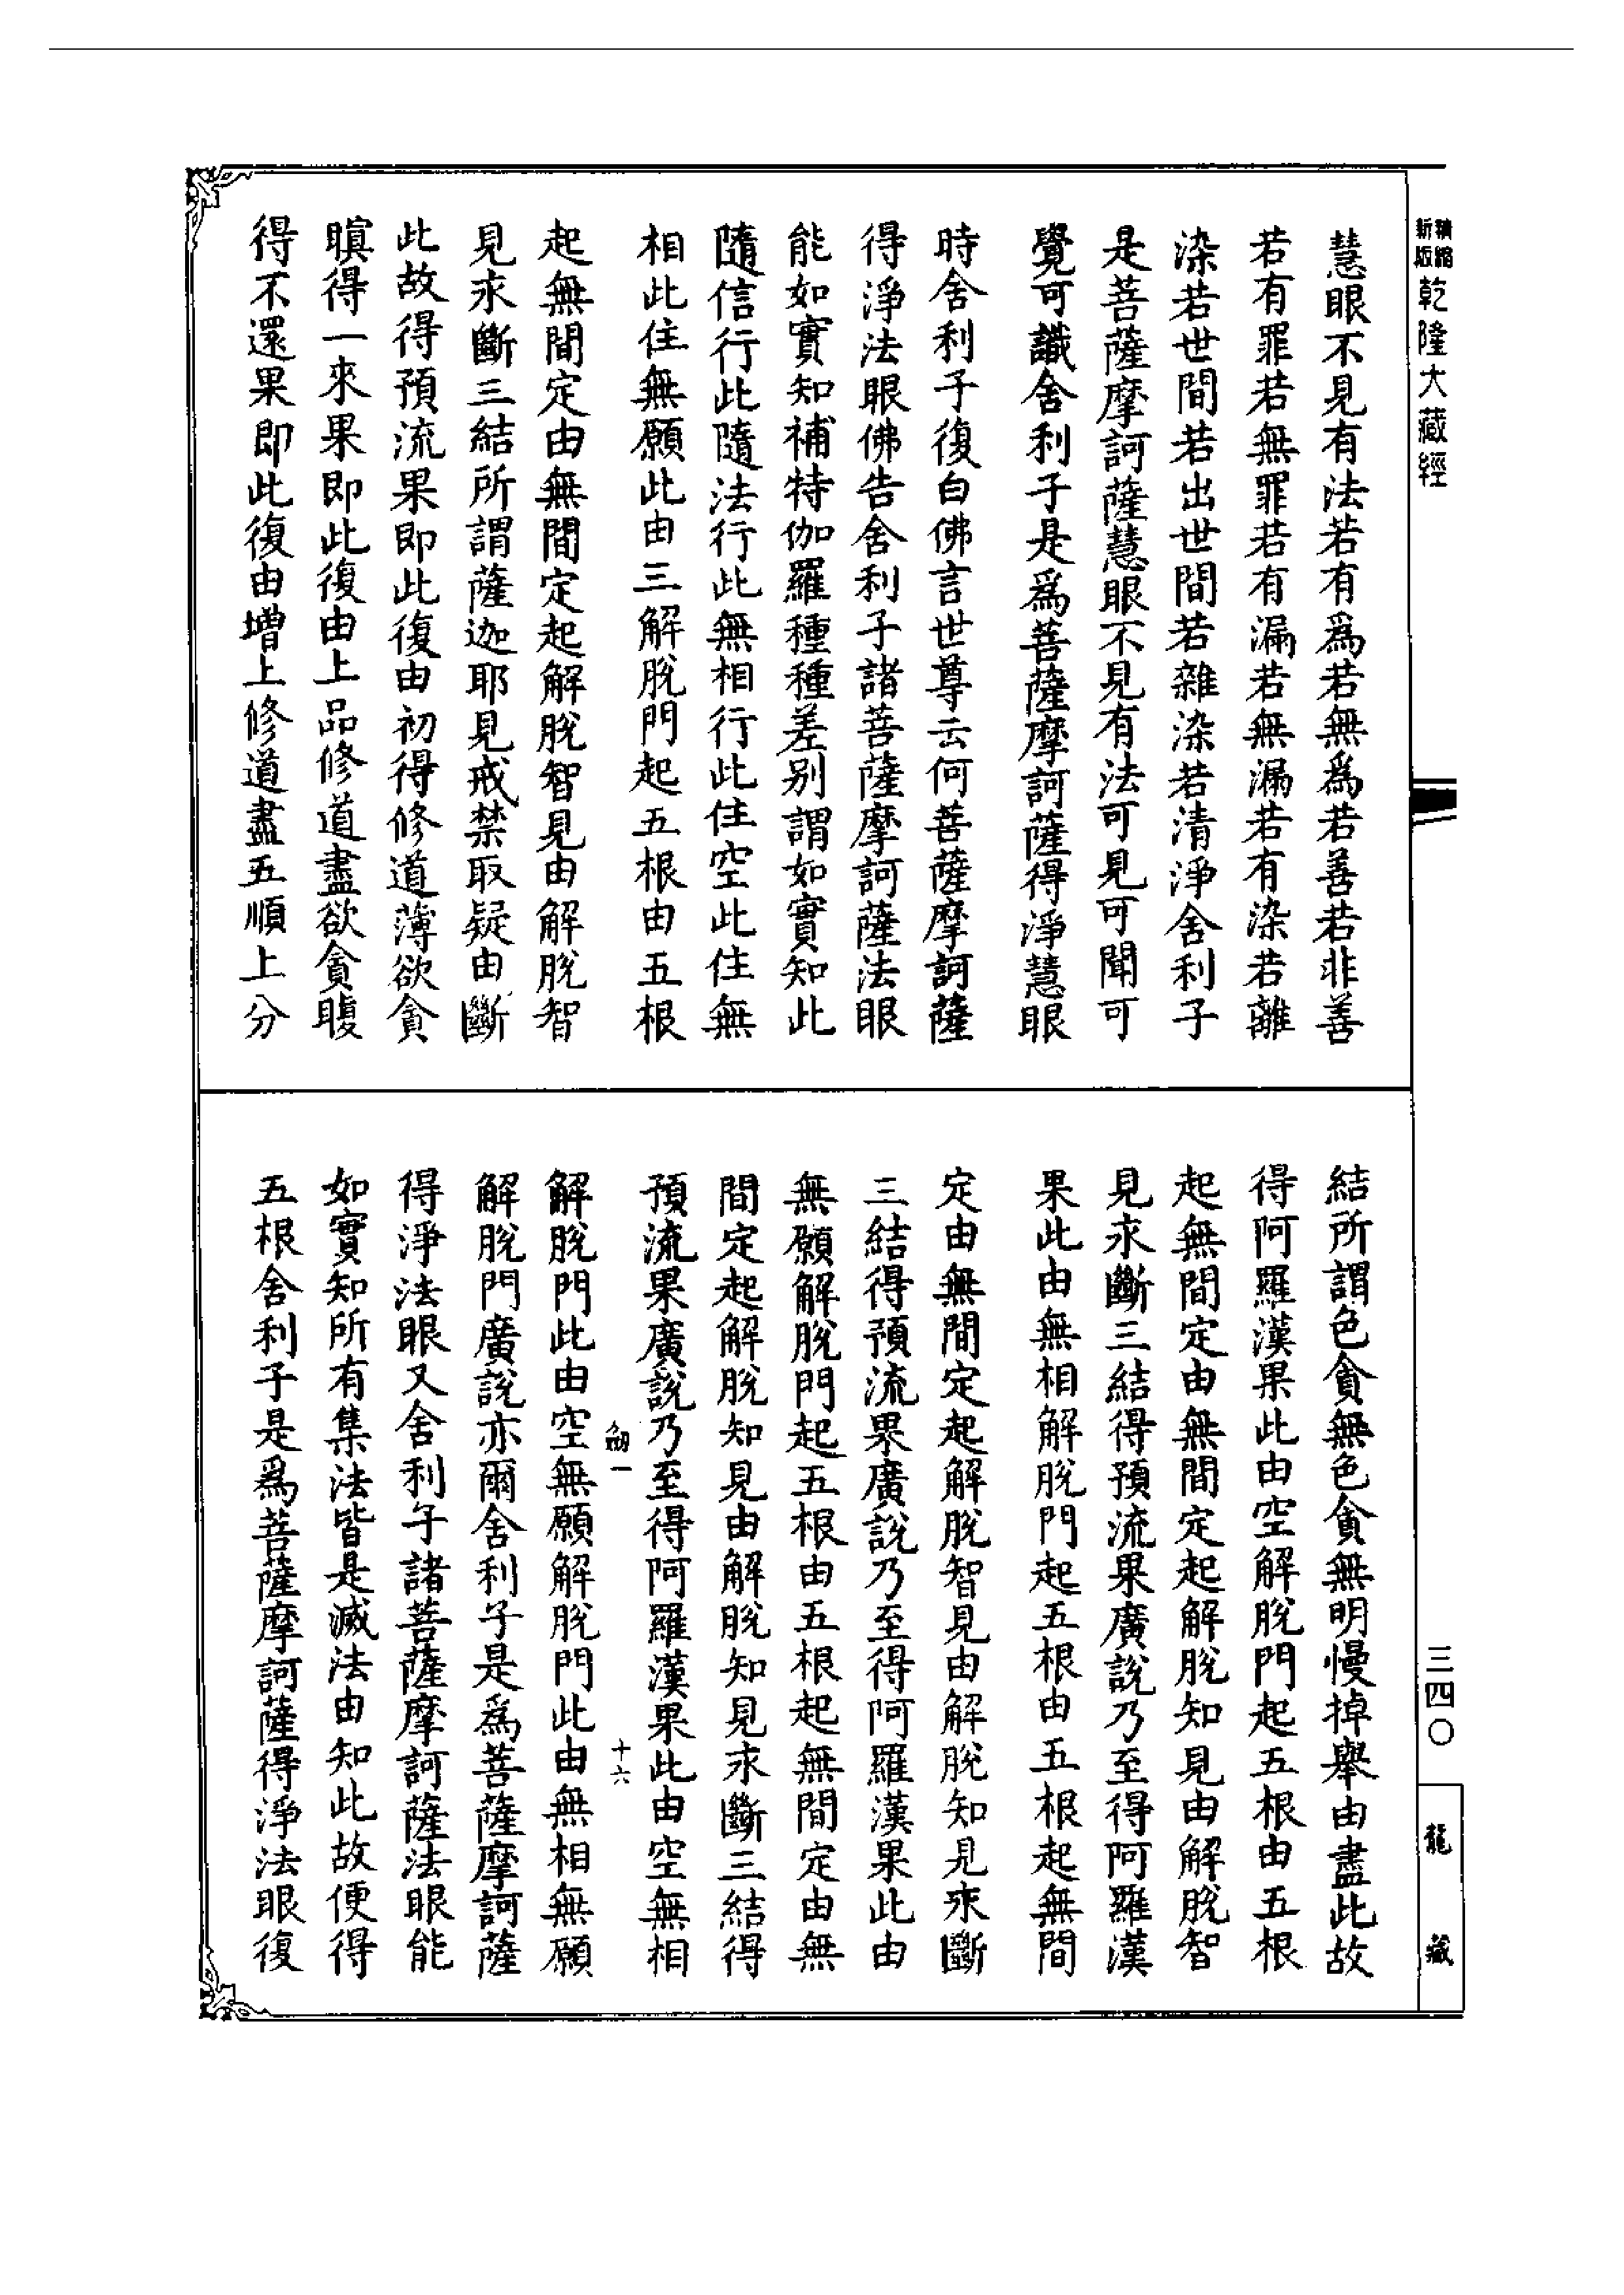 新版
精縮
乾隆大藏經
慧眼不見有法若有爲若無爲若善若非善
若有罪若無罪若有漏若無漏若有染若離
染若世間若出世間若雜染若清淨舍利子
是菩薩摩訶薩慧眼不見有法可見可聞可
覺可識舍利子是爲菩薩摩訶薩得淨慧眼
時舍利子復白佛言世尊云何菩薩摩訶薩
得淨法眼佛告舍利子諸菩薩摩訶薩法眼
能如實知補特伽羅種種差別謂如實知此
隨信行此隨法行此無相行此住空此住無
相此住無願此由三解脫門起五根由五根
起無間定由無間定起解脫智見由解脫智
見永斷三結所謂薩迦耶見戒禁取疑由斷
此故得預流果即此復由初得修道薄欲貪
瞋得一來果即此復由上品修道盡欲貪瞋
得不還果即此復由增上修道盡五順上分
結所謂色貪無色貪無明慢掉舉由盡此故
得阿羅漢果此由空解脫門起五根由五根
起無間定由無間定起解脫知見由解脫智
見永斷三結得預流果廣說乃至得阿羅漢
果此由無相解脫門起五根由五根起無間
定由無間定起解脫智見由解脫知見永斷
三結得預流果廣說乃至得阿羅漢果此由
無願解脫門起五根由五根起無間定由無
間定起解脫知見由解脫知見永斷三結得
預流果廣說乃至得阿羅漢果此由空無相
一 十六
解脫門此由空無願解脫門此由無相無願
解脫門廣說亦爾舍利子是爲菩薩摩訶薩
得淨法眼又舍利子諸菩薩摩訶薩法眼能
如實知所有集法皆是滅法由知此故便得
五根舍利子是爲菩薩摩訶薩得淨法眼復
三四〇
龍藏